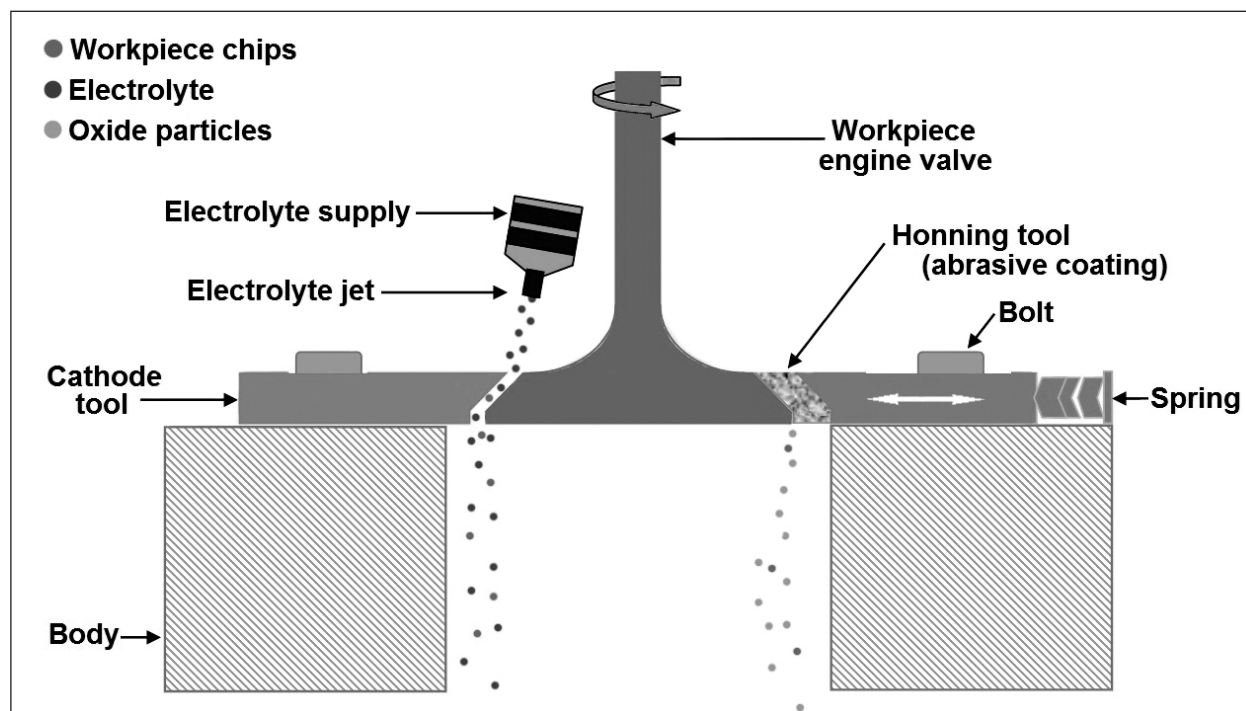 Workpiece chips
Electrolyte
Oxide particles
Workpiece
engine valve
Electrolyte supply
Honning tool
(abrasive coating)
Electrolyte jet
Bolt
Cathode
tool
Spring
Body